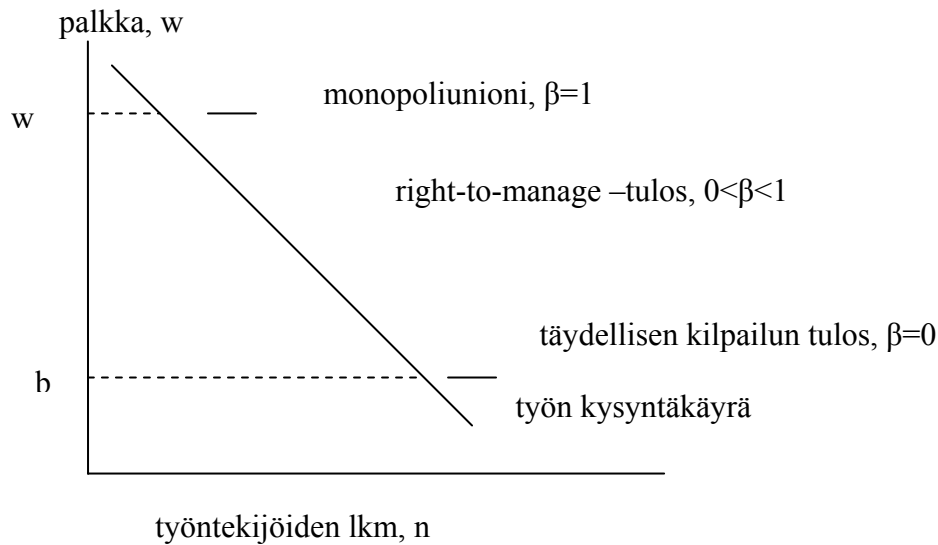 palkka, w
monopoliunioni, β=1
w
right-to-manage –tulos, 0<β<1
täydellisen kilpailun tulos, β=0
b
työn kysyntäkäyrä
työntekijöiden lkm, n